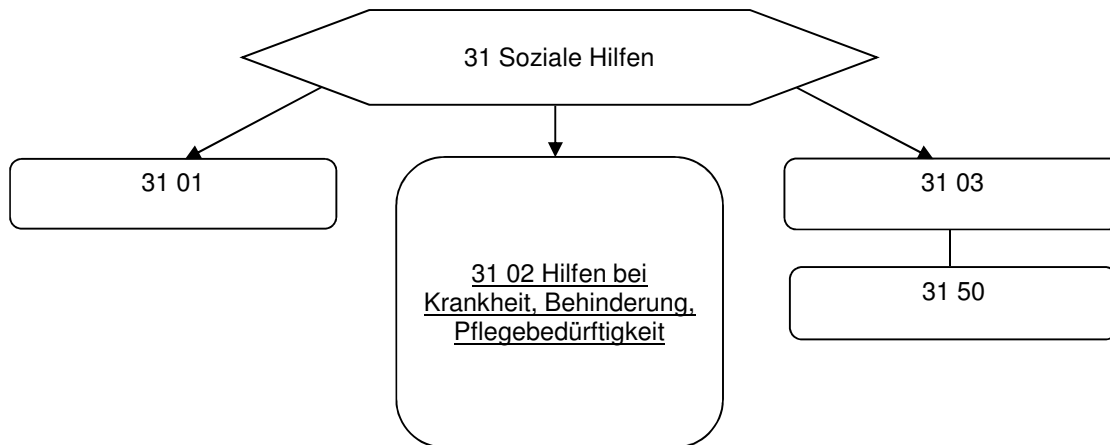 31 Soziale Hilfen
31 01
31 02 Hilfen bei
Krankheit, Behinderung,
Pflegebedürftigkeit
31 03
31 50